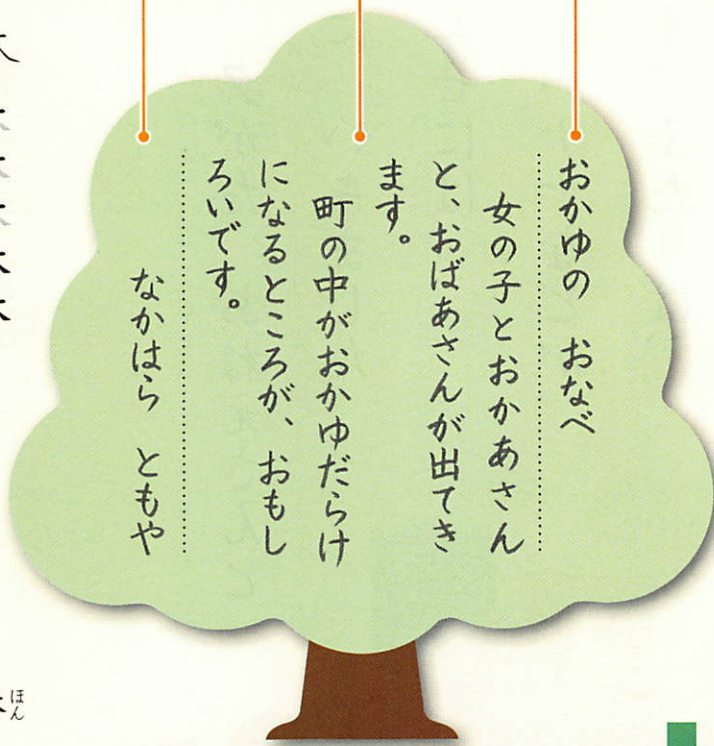 おかゆの　おなべ
　女の子とおかあさん
と、おばあさんが出てき
ます。
　町の中がおかゆだらけ
になるところが、おもし
ろいです。
なかはら　ともや
ほん